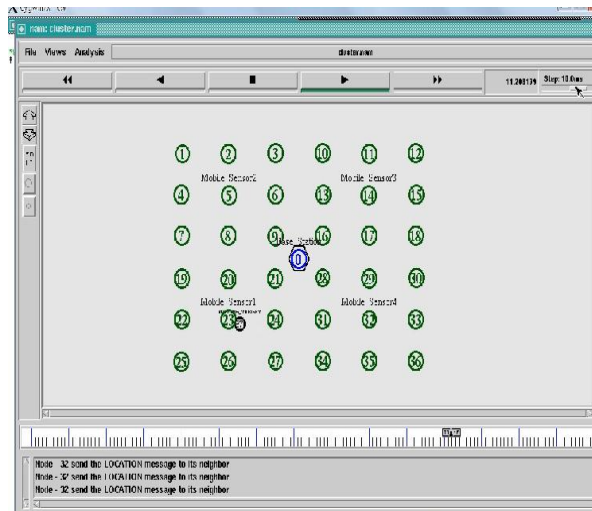 nam: cluster.nam
File Views Analysis cluster.nam
11.208179 Step: 10.0ms
1 2 3 10 11 12
Mobile Sensor2 Mobile Sensor3
4 5 6 13 14 15
7 8 9 16 17 18
Base Station
0
19 20 21 28 29 30
Mobile Sensor1 Mobile Sensor4
22 23 24 31 32 33
25 26 27 34 35 36
Node - 32 send the LOCATION message to its neighbor
Node - 32 send the LOCATION message to its neighbor
Node - 32 send the LOCATION message to its neighbor